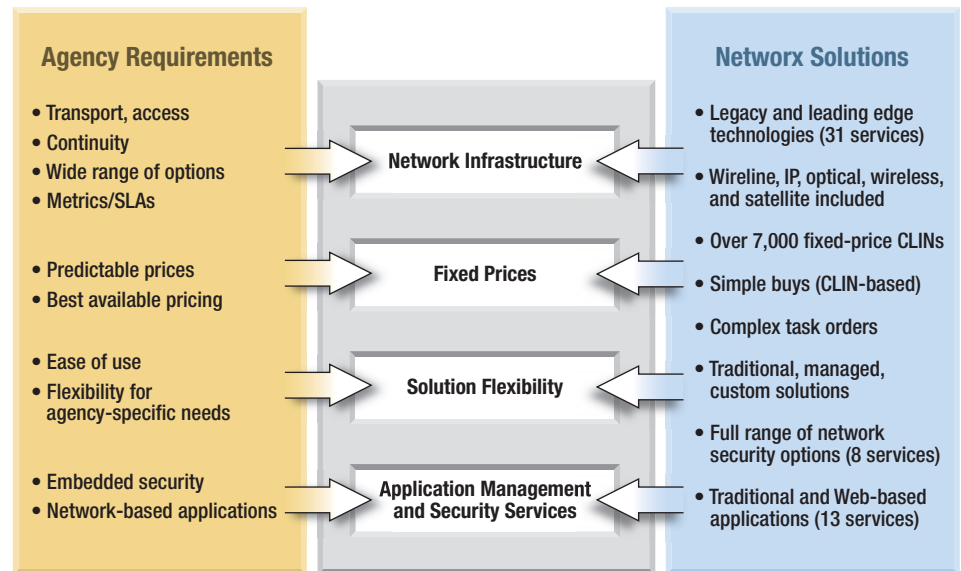 Agency Requirements
• Transport, access
• Continuity
• Wide range of options
• Metrics/SLAs
• Predictable prices
• Best available pricing
• Ease of use
• Flexibility for
agency-specific needs
• Embedded security
• Network-based applications
Network Infrastructure
Fixed Prices
Solution Flexibility
Application Management
and Security Services
Networx Solutions
• Legacy and leading edge
technologies (31 services)
• Wireline, IP, optical, wireless,
and satellite included
• Over 7,000 fixed-price CLINs
• Simple buys (CLIN-based)
• Complex task orders
• Traditional, managed,
custom solutions
• Full range of network
security options (8 services)
• Traditional and Web-based
applications (13 services)